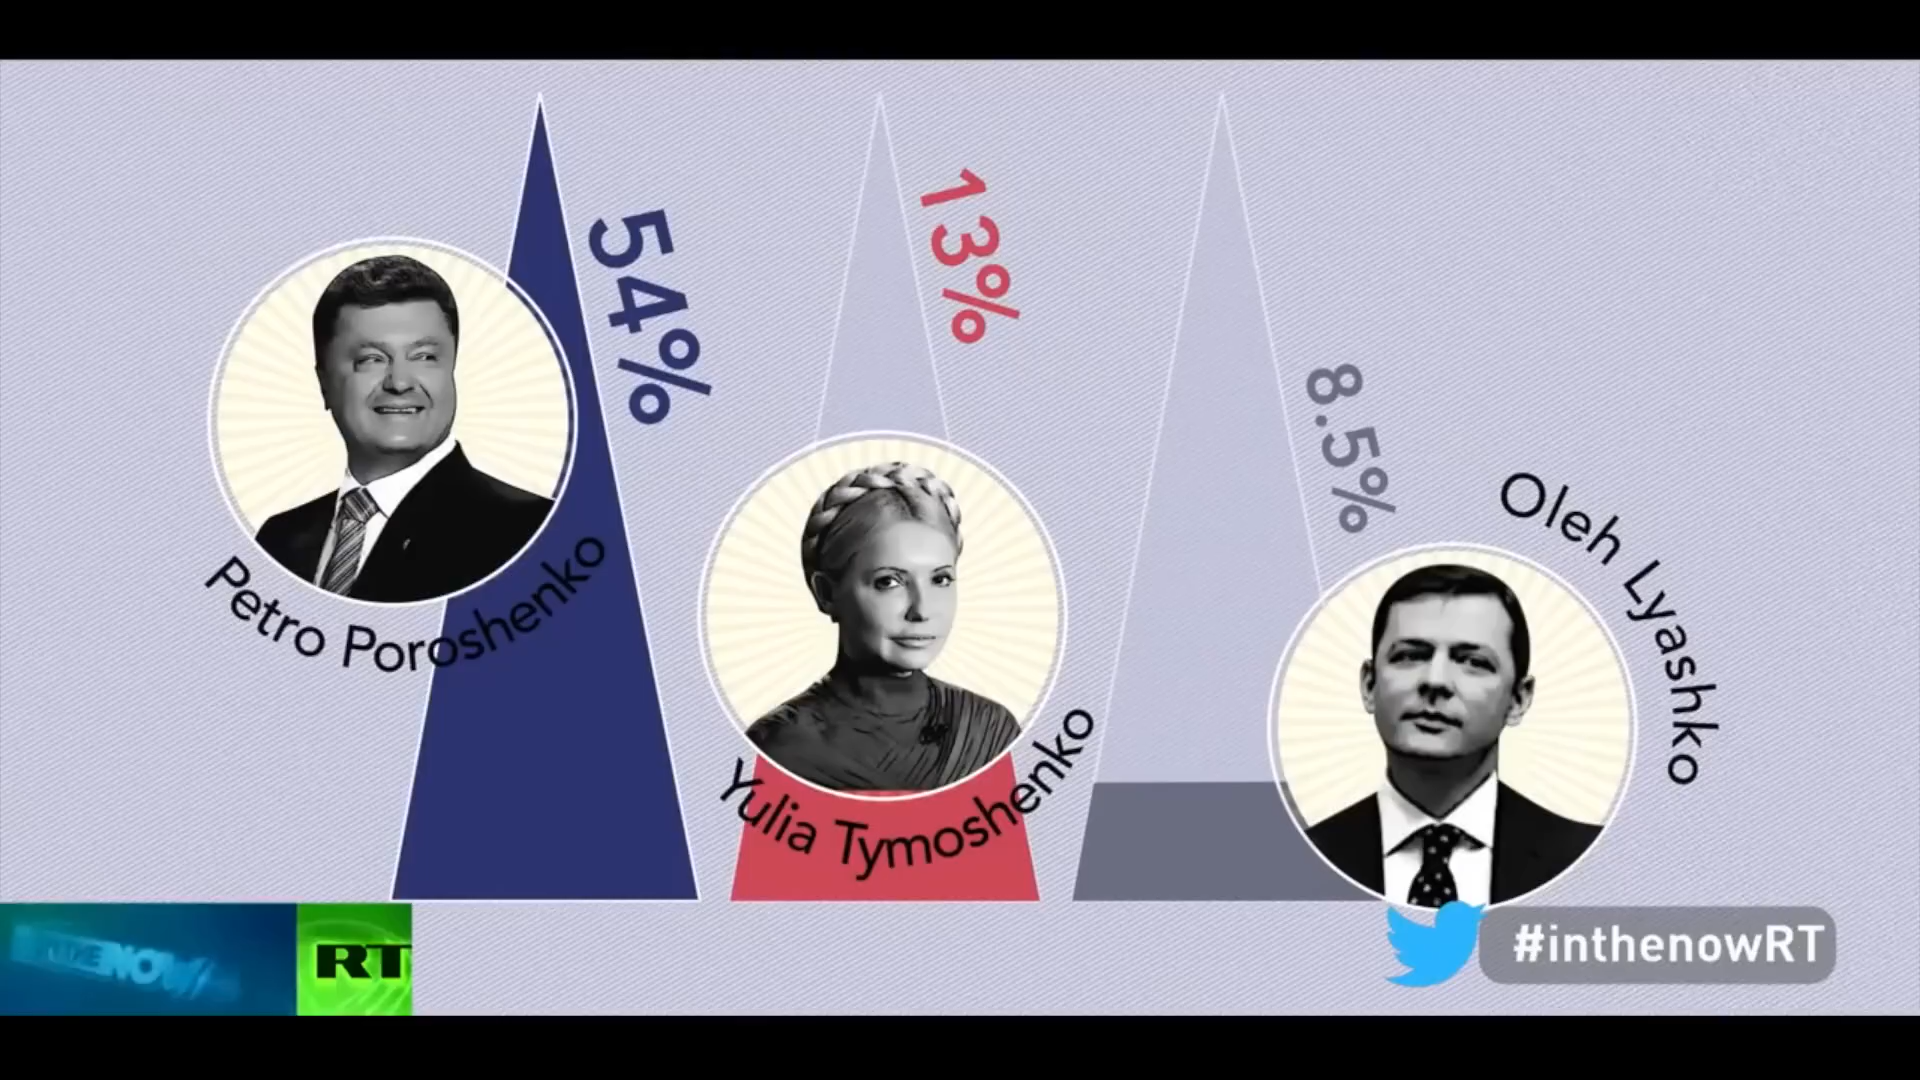 54%
13%
8.5%
Petro Poroshenko
Yulia Tymoshenko
Oleh Lyashko
RT
#inthenowRT